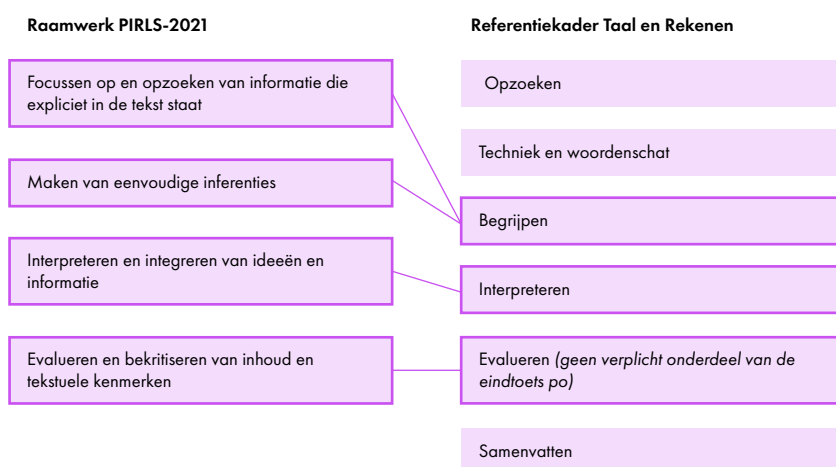 Raamwerk PIRLS-2021
Focussen op en opzoeken van informatie die
expliciet in de tekst staat
Maken van eenvoudige inferenties
Interpreteren en integreren van ideeën en
informatie
Evalueren en bekritiseren van inhoud en
tekstuele kenmerken
Referentiekader Taal en Rekenen
Opzoeken
Techniek en woordenschat
Begrijpen
Interpreteren
Evalueren (geen verplicht onderdeel van de
eindtoets po)
Samenvatten